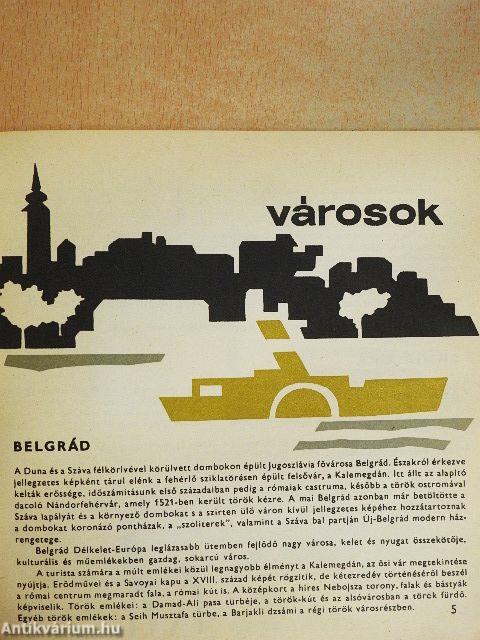 városok
BELGRÁD
A Duna és a Száva félkörívével körülvett dombokon épült Jugoszlávia fővárosa Belgrád. Északról érkezve
jellegzetes képként tárul elénk a fehérlő sziklatörésen épült felsővár, a Kalemegdán. Itt állt az alapító
kelták erőssége, időszámításunk első századaiban pedig a rómaiak castruma, később a török ostromával
dacoló Nándorfehérvár, amely 1521-ben került török kézre. A mai Belgrád azonban már betöltötte a
Száva lapályát és a környező dombokat s a szirten ülő váron kívül jellegzetes képéhez hozzátartoznak
a dombokat koronázó pontházak, a „szoliterek", valamint a Száva bal partján Új-Belgrád modern ház-
rengetege.
Belgrád Délkelet-Európa leglázasabb ütemben fejlődő nagy városa, kelet és nyugat összekötője,
kulturális és műemlékekben gazdag, sokarcú város.
A turista számára a múlt emlékei közül legnagyobb élményt a Kalemegdán, az ősi vár megtekintése
nyújtja. Erődművei és a Savoyai kapu a XVIII. század képét rögzítik, de kétezredév történéséről beszél
a római centrum megmaradt fala, a római kút is. A középkort a híres Nebojsza torony, falak és bástyák
képviselik. Török emlékei: a Damad-Ali pasa turbéje, a török-kút és az alsóvárosban a török fürdő.
Egyéb török emlékek: a Seih Musztafa türbe, a Barjakli dzsámi a régi török városrészben.
5
Antikvárium.hu